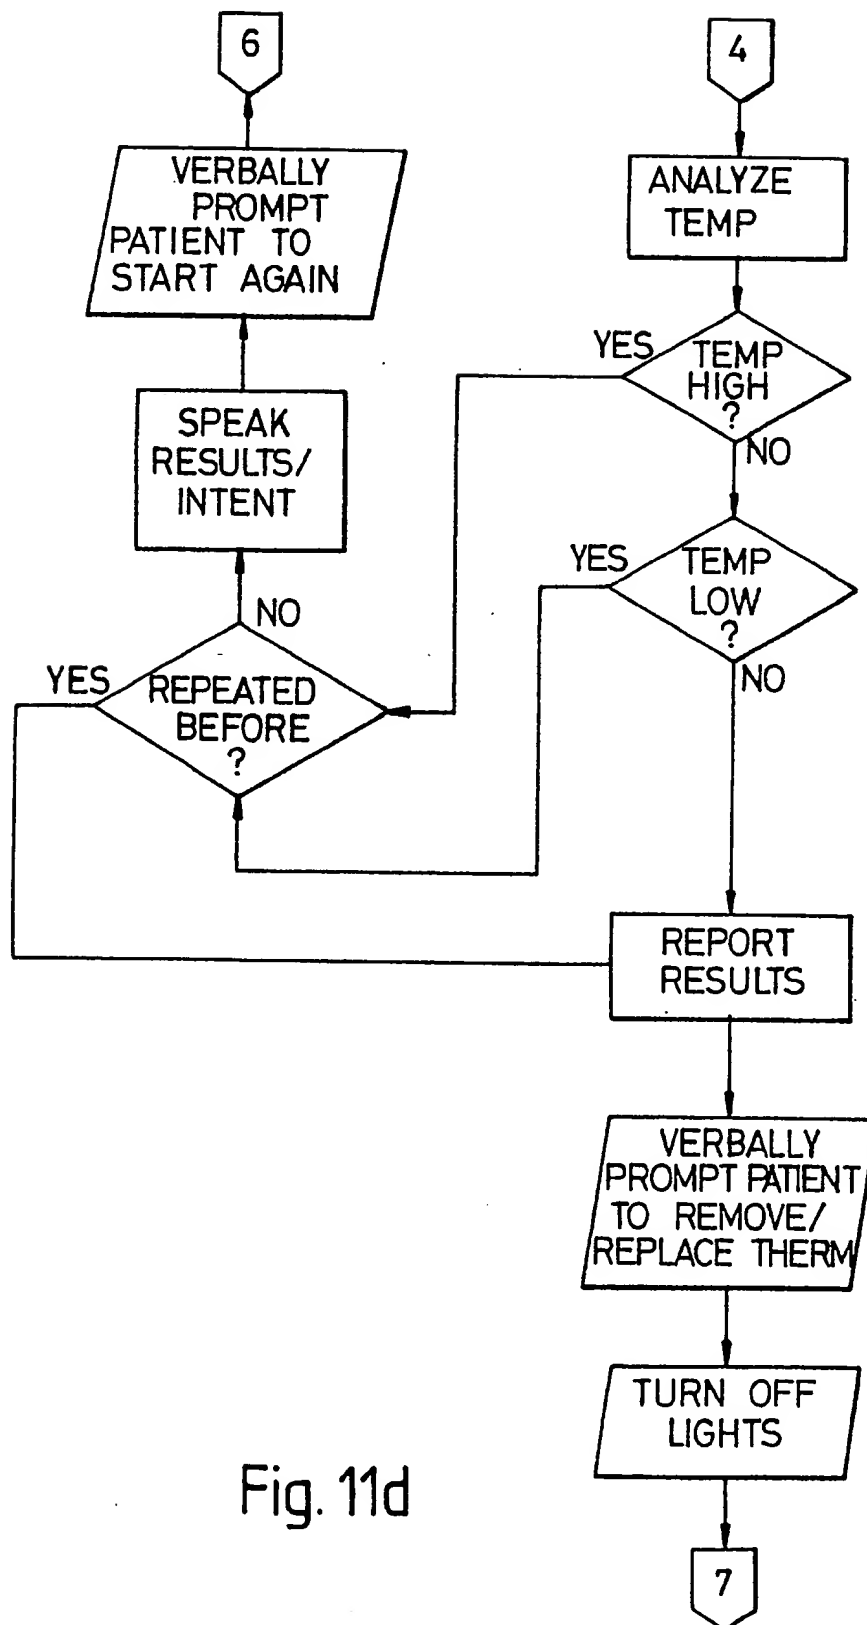 6
VERBALLY
PROMPT
PATIENT TO
START AGAIN
SPEAK
RESULTS/
INTENT
NO
YES
REPEATED
BEFORE
?
4
ANALYZE
TEMP
YES
TEMP
HIGH
?
NO
YES
TEMP
LOW
?
NO
REPORT
RESULTS
VERBALLY
PROMPT PATIENT
TO REMOVE/
REPLACE THERM
TURN OFF
LIGHTS
7
Fig. 11d